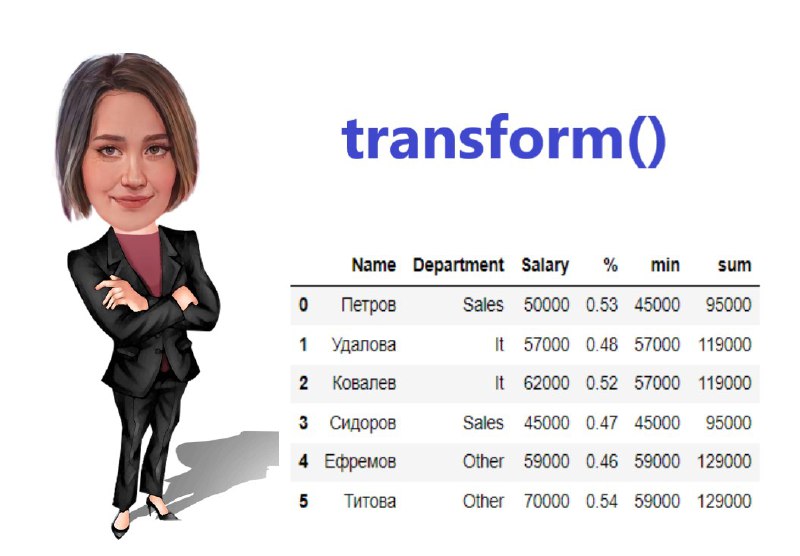 transform()
Name Department Salary % min sum
0 Петров Sales 50000 0.53 45000 95000
1 Удалова It 57000 0.48 57000 119000
2 Ковалев It 62000 0.52 57000 119000
3 Сидоров Sales 45000 0.47 45000 95000
4 Ефремов Other 59000 0.46 59000 129000
5 Титова Other 70000 0.54 59000 129000